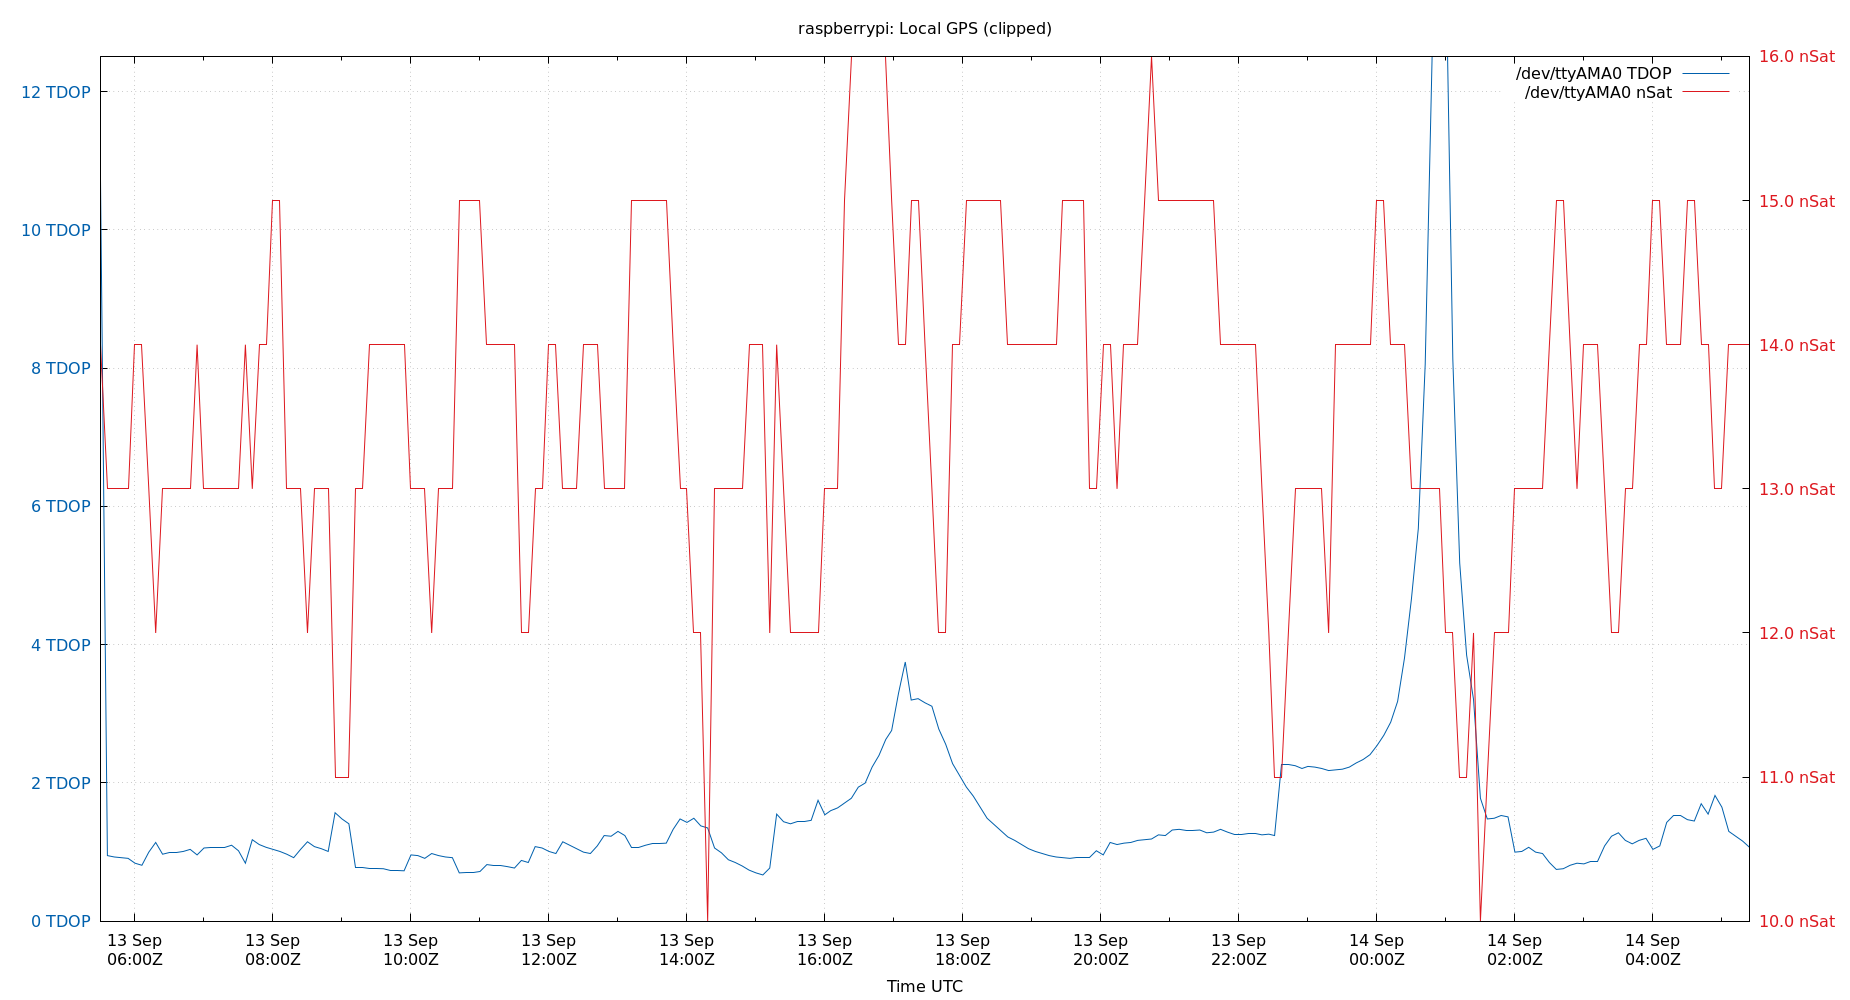 raspberrypi: Local GPS (clipped)
/dev/ttyAMA0 TDOP
/dev/ttyAMA0 nSat
12 TDOP
10 TDOP
8 TDOP
6 TDOP
4 TDOP
2 TDOP
0 TDOP
16.0 nSat
15.0 nSat
14.0 nSat
13.0 nSat
12.0 nSat
11.0 nSat
10.0 nSat
13 Sep 13 Sep 13 Sep 13 Sep 13 Sep 13 Sep 13 Sep 13 Sep 13 Sep 14 Sep 14 Sep 14 Sep
06:00Z 08:00Z 10:00Z 12:00Z 14:00Z 16:00Z 18:00Z 20:00Z 22:00Z 00:00Z 02:00Z 04:00Z
Time UTC